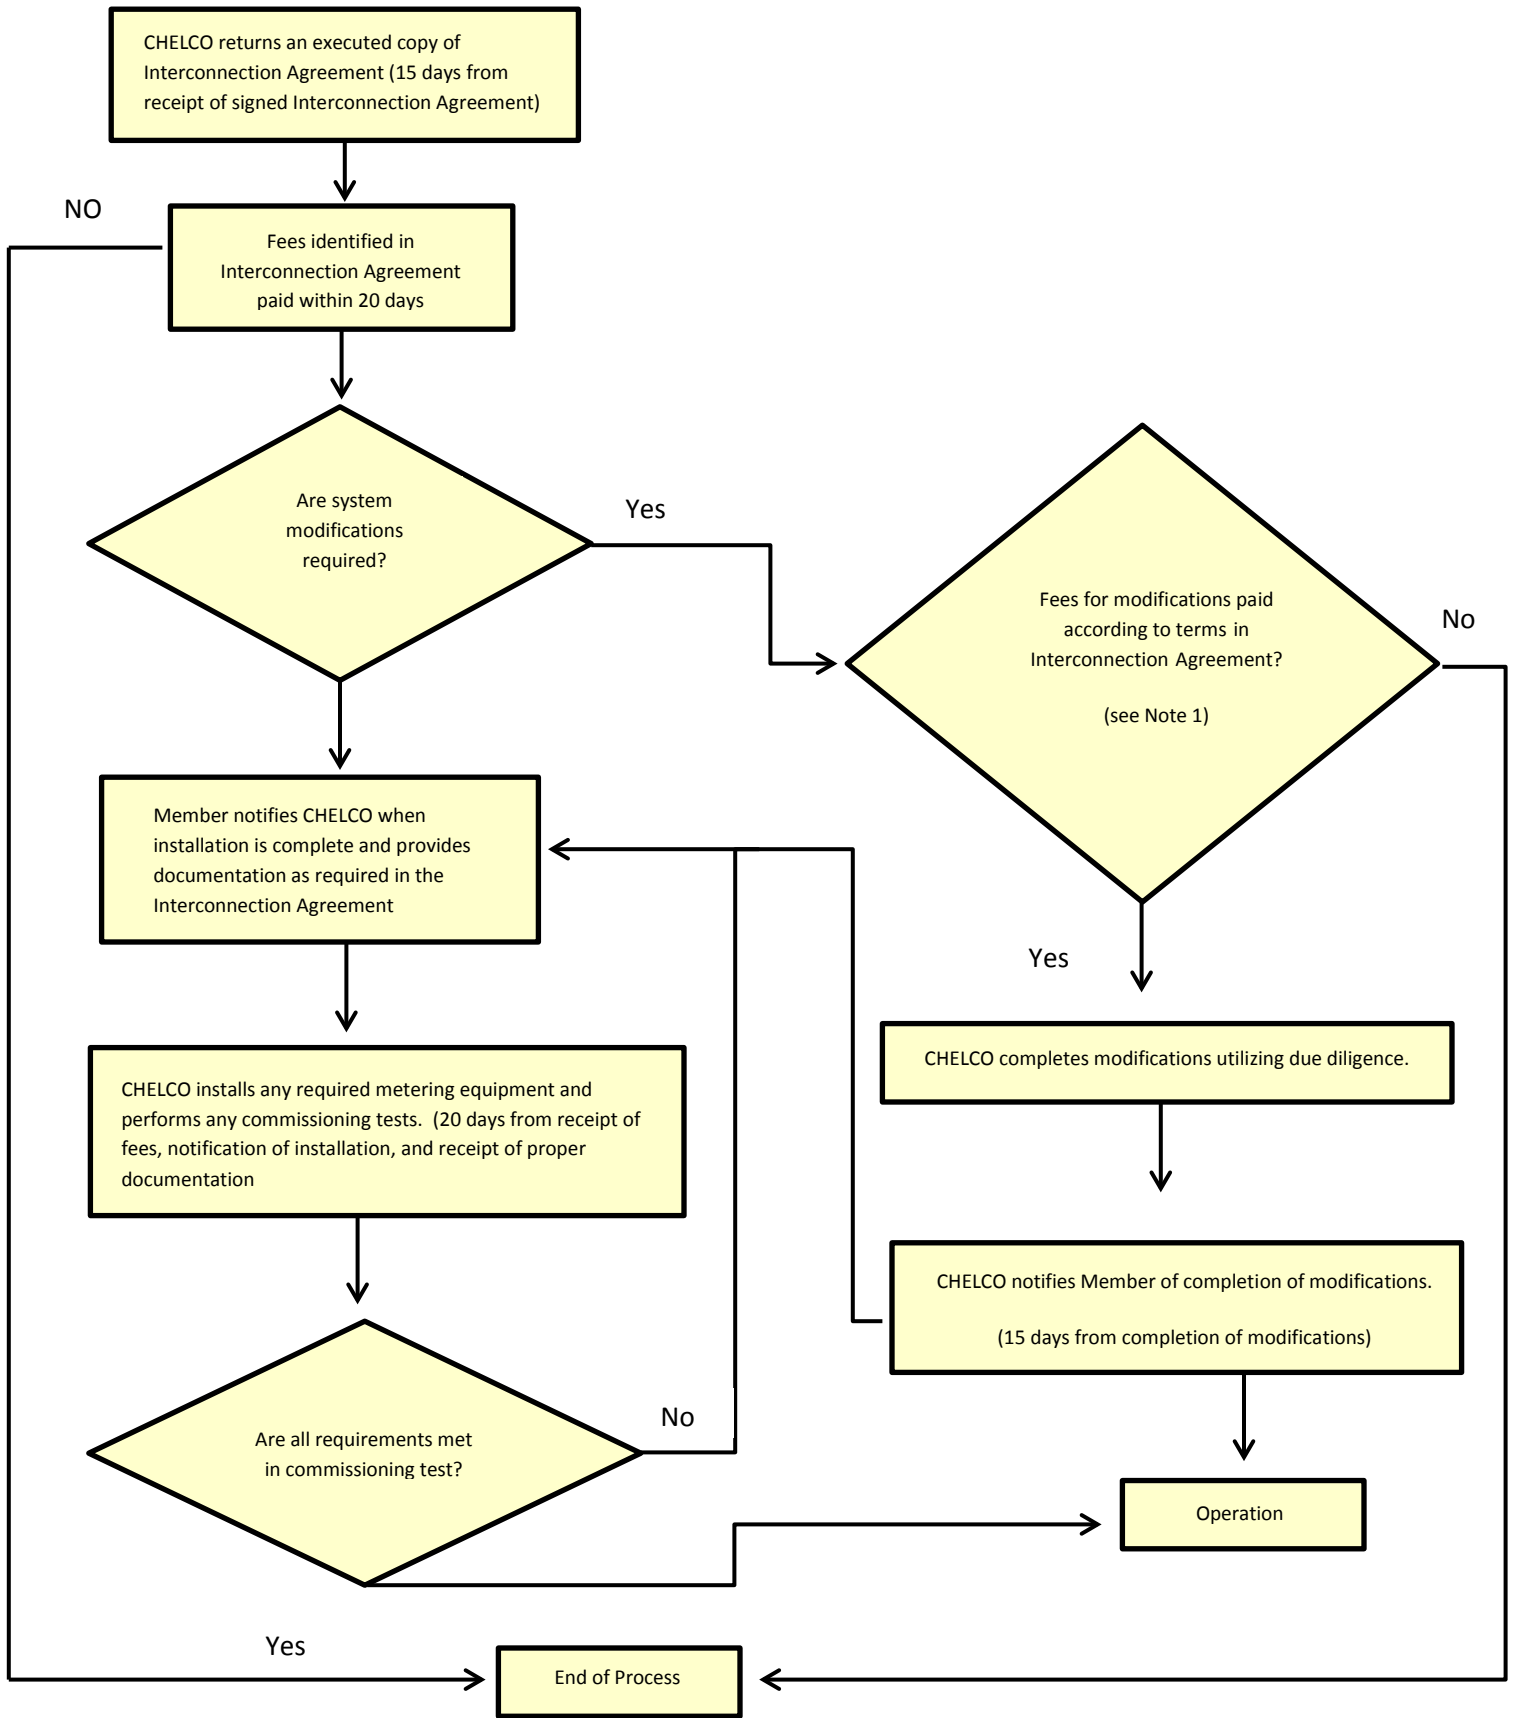 CHELCO returns an executed copy of
Interconnection Agreement (15 days from
receipt of signed Interconnection Agreement)
NO
Fees identified in
Interconnection Agreement
paid within 20 days
Are system
modifications
required?
Yes
Fees for modifications paid
according to terms in
Interconnection Agreement?
(see Note 1)
No
Member notifies CHELCO when
installation is complete and provides
documentation as required in the
Interconnection Agreement
Yes
CHELCO completes modifications utilizing due diligence.
CHELCO installs any required metering equipment and
performs any commissioning tests.  (20 days from receipt of
fees, notification of installation, and receipt of proper
documentation
CHELCO notifies Member of completion of modifications.
(15 days from completion of modifications)
No
Are all requirements met
in commissioning test?
Operation
Yes
End of Process